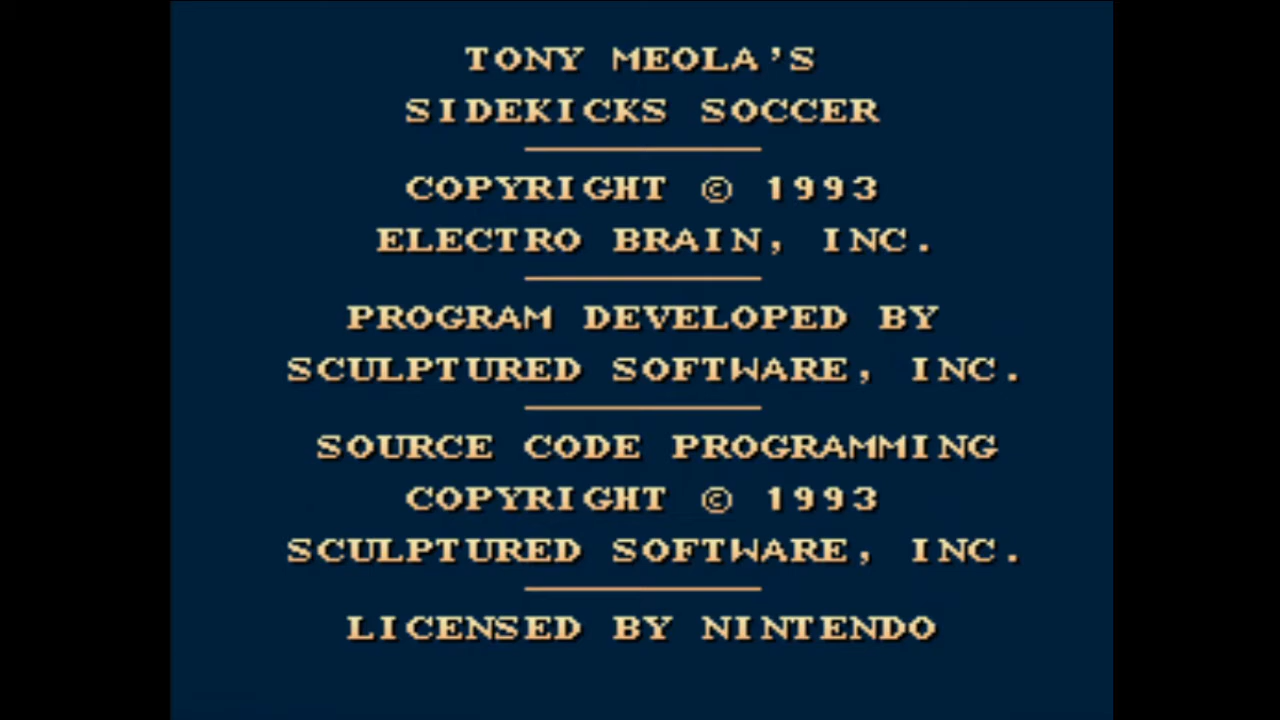 TONY MEOLA'S
SIDEKICKS SOCCER
COPYRIGHT © 1993
ELECTRO BRAIN, INC.
PROGRAM DEVELOPED BY
SCULPTURED SOFTWARE, INC.
SOURCE CODE PROGRAMMING
COPYRIGHT © 1993
SCULPTURED SOFTWARE, INC.
LICENSED BY NINTENDO